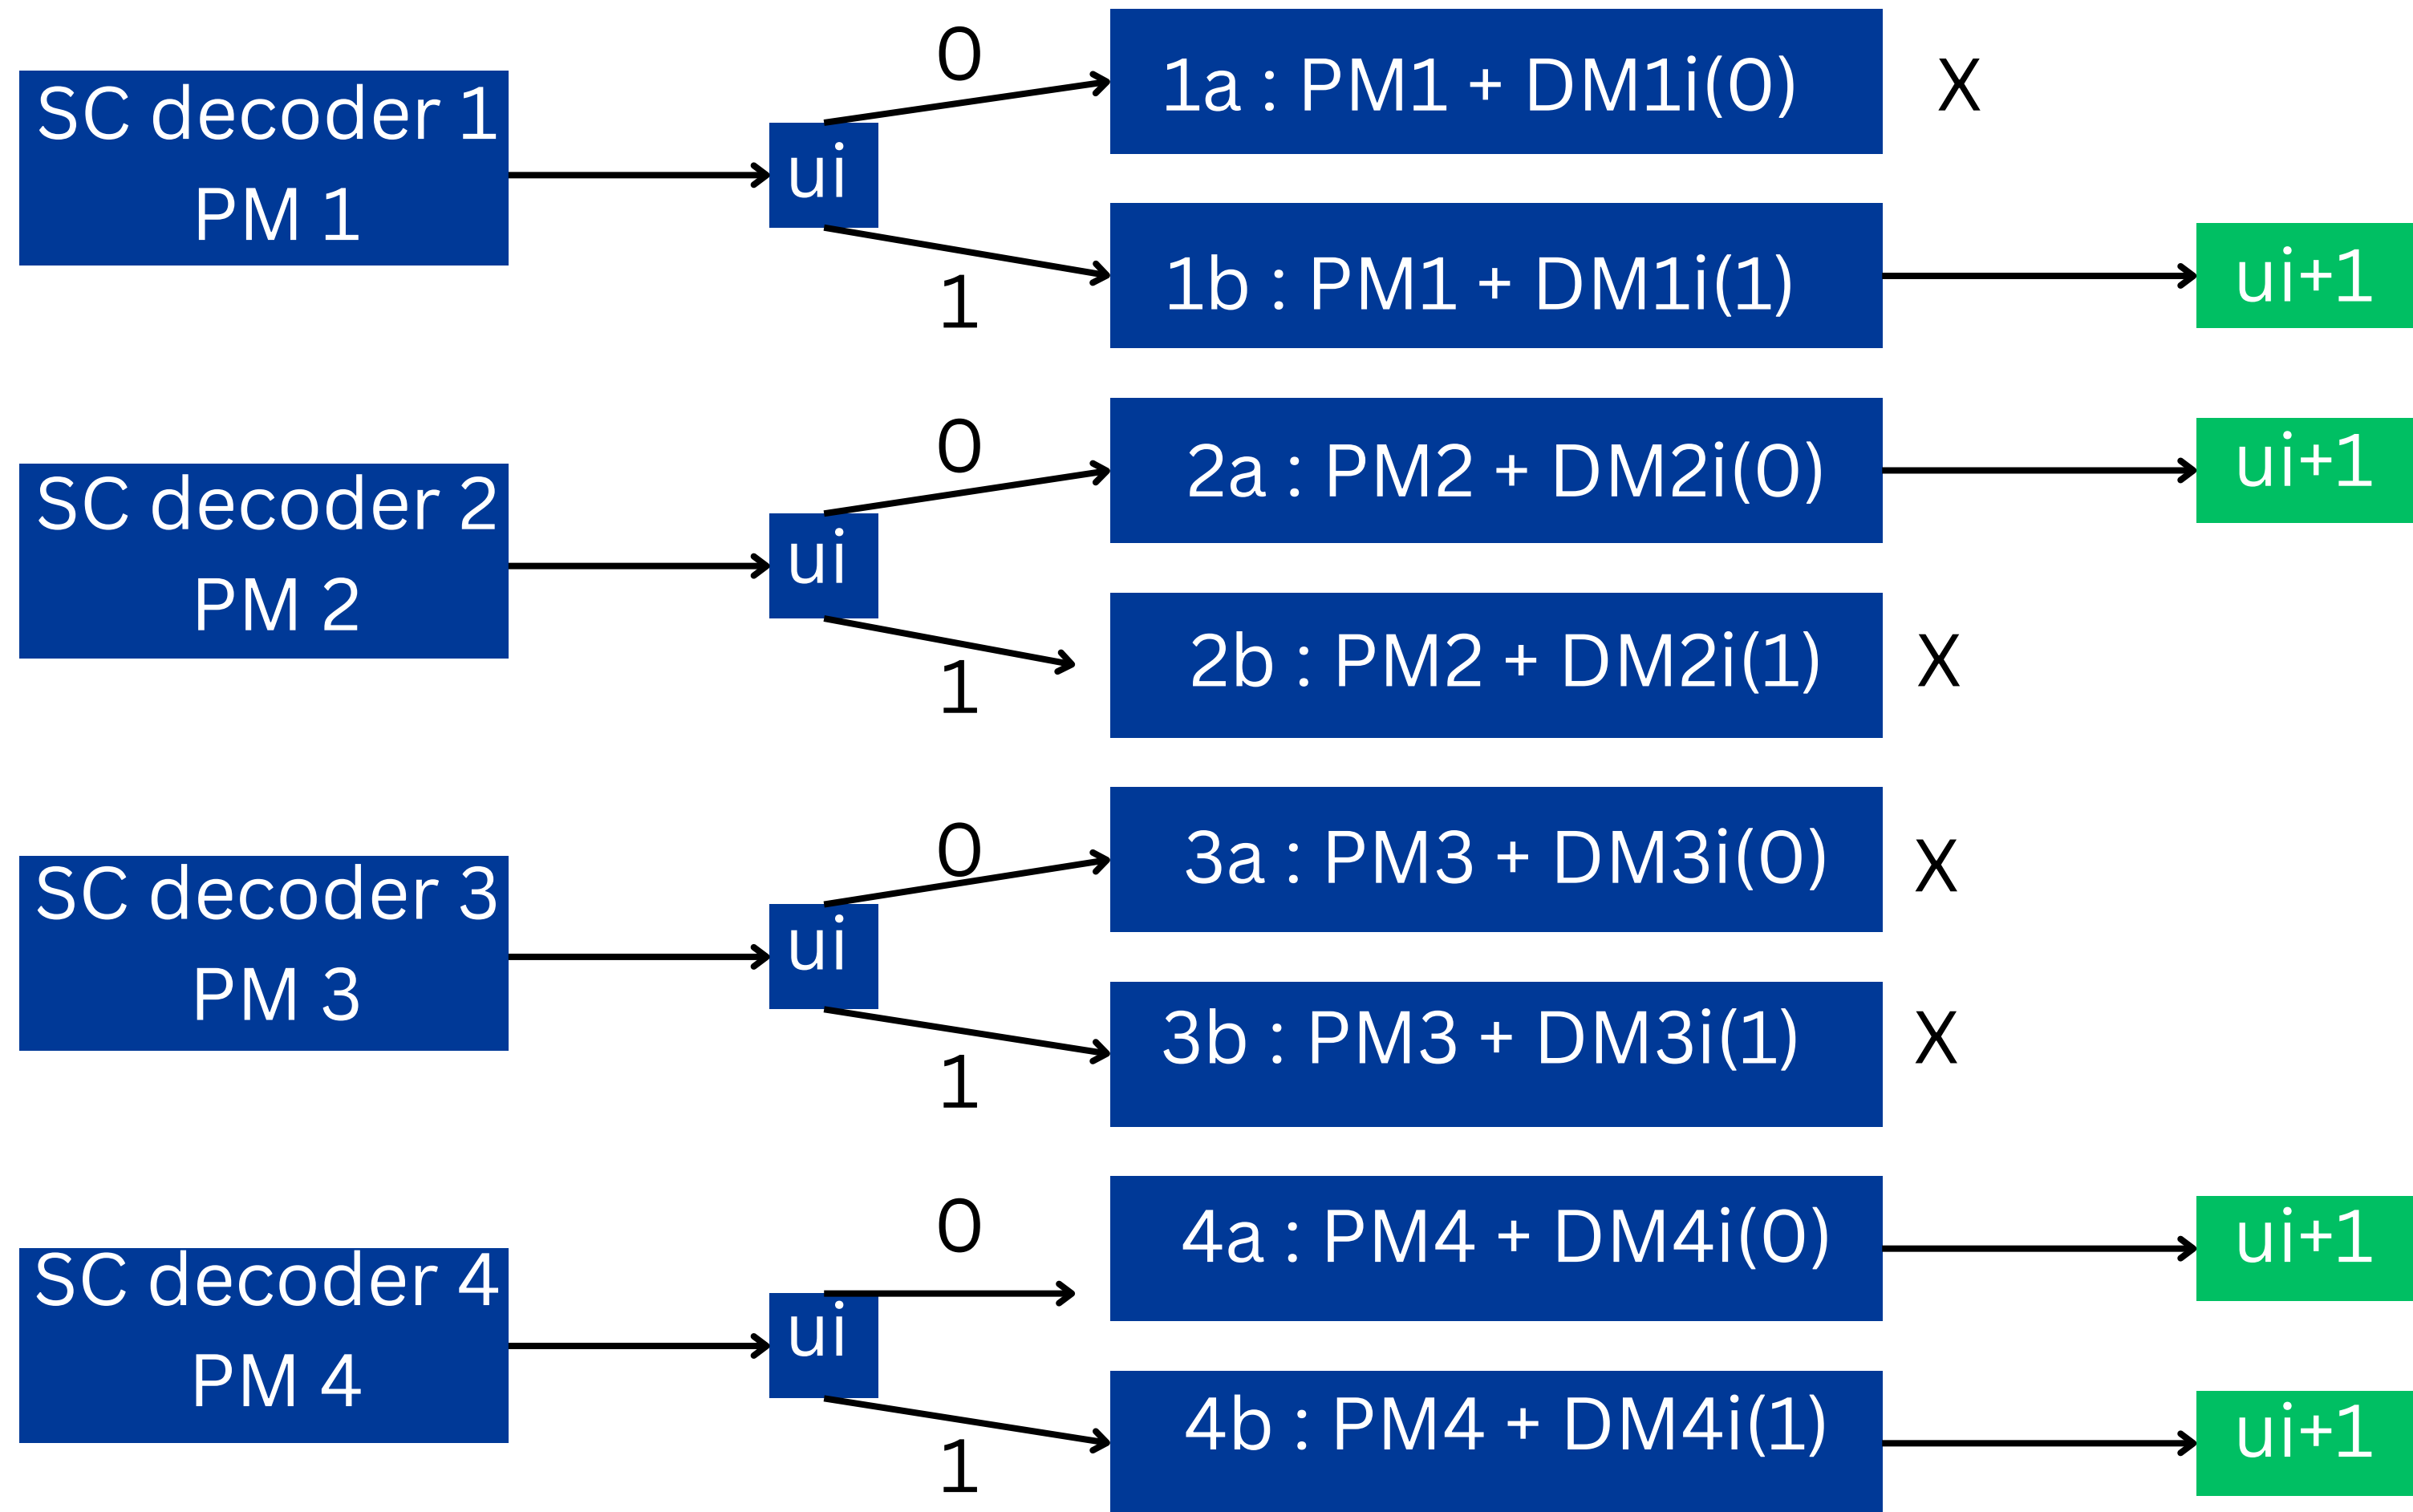 SC decoder 1
PM 1
ui
0
1
1a : PM1 + DM1i(0)
X
1b : PM1 + DM1i(1)
ui+1
SC decoder 2
PM 2
ui
0
1
2a : PM2 + DM2i(0)
ui+1
2b : PM2 + DM2i(1)
X
SC decoder 3
PM 3
ui
0
1
3a : PM3 + DM3i(0)
X
3b : PM3 + DM3i(1)
X
SC decoder 4
PM 4
ui
0
1
4a : PM4 + DM4i(0)
ui+1
4b : PM4 + DM4i(1)
ui+1